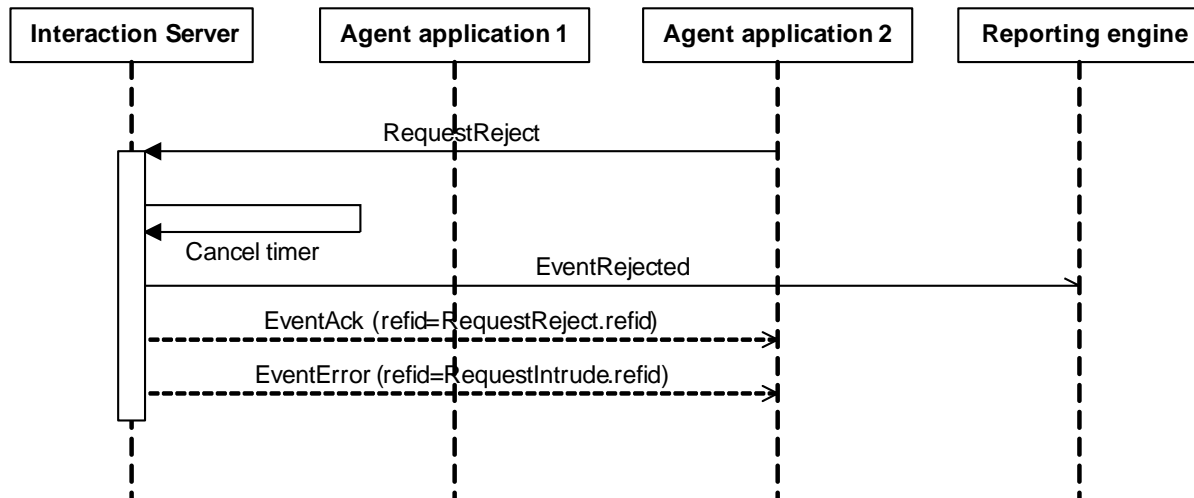 Interaction Server
Agent application 1
Agent application 2
Reporting engine
RequestReject
Cancel timer
EventRejected
EventAck (refid=RequestReject.refid)
EventError (refid=RequestIntrude.refid)